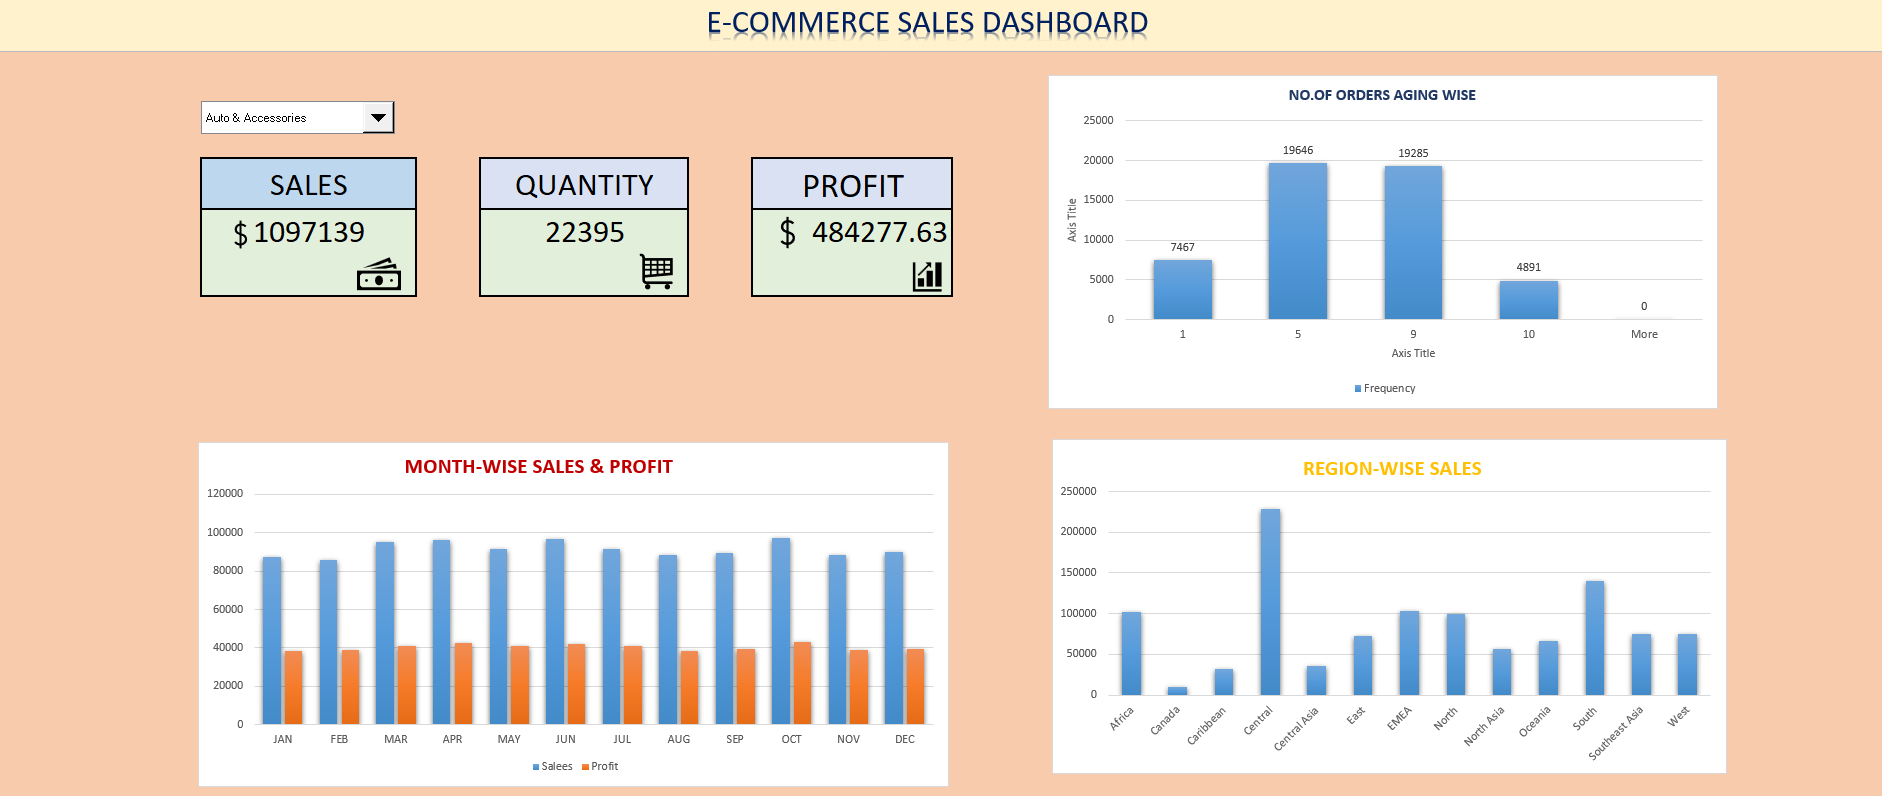 E-COMMERCE SALES DASHBOARD
Auto & Accessories
SALES
$ 1097139
QUANTITY
22395
PROFIT
$ 484277.63
NO.OF ORDERS AGING WISE
25000
20000
15000
10000
5000
0
Axis Title
7467
19646
19285
4891
0
1 5 9 10 More
Axis Title
Frequency
MONTH-WISE SALES & PROFIT
120000
100000
80000
60000
40000
20000
0
JAN FEB MAR APR MAY JUN JUL AUG SEP OCT NOV DEC
Salees Profit
REGION-WISE SALES
250000
200000
150000
100000
50000
0
Africa
Canada
Caribbean
Central
Central Asia
East
EMEA
North
North Asia
Oceania
South
Southeast Asia
West